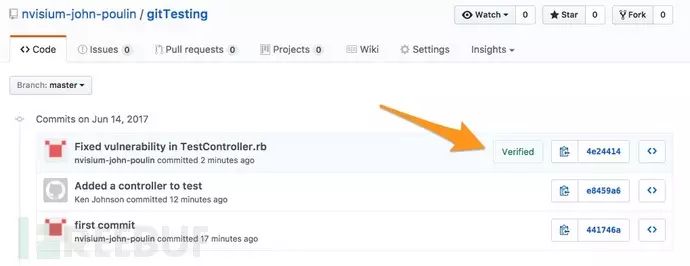 nvisium-john-poulin / gitTesting
Watch 0 Star 0 Fork 0
Code Issues 0 Pull requests 0 Projects 0 Wiki Settings Insights
Branch: master
Commits on Jun 14, 2017
Fixed vulnerability in TestController.rb
nvisium-john-poulin committed 2 minutes ago
Verified
4e24414
Added a controller to test
Ken Johnson committed 12 minutes ago
e8459a6
first commit
nvisium-john-poulin committed 17 minutes ago
441746a
FREEBUF